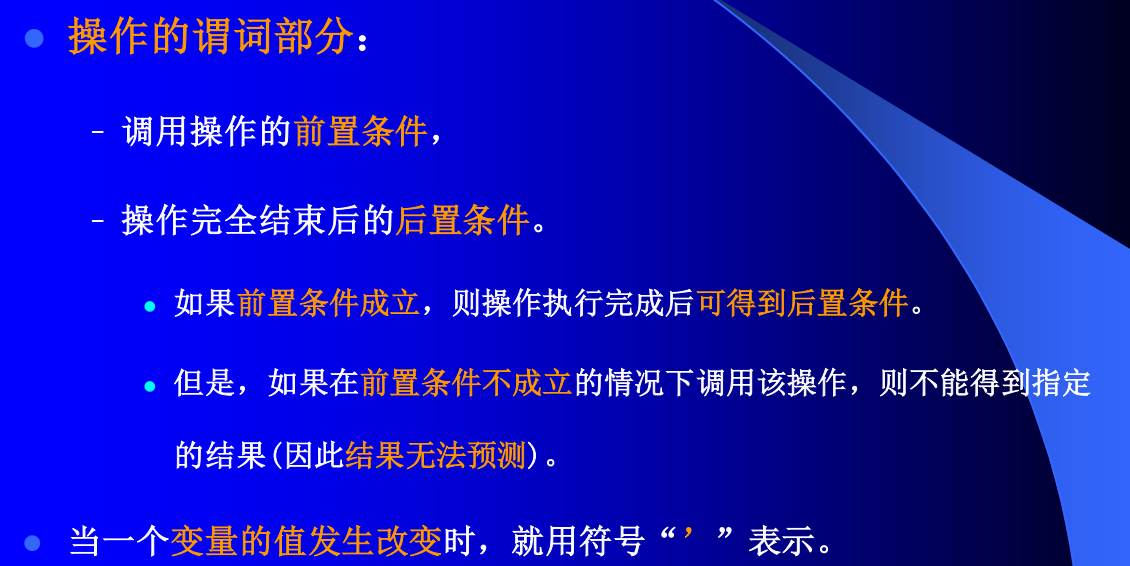 操作的谓词部分：
– 调用操作的前置条件，
– 操作完全结束后的后置条件。
如果前置条件成立，则操作执行完成后可得到后置条件。
但是，如果在前置条件不成立的情况下调用该操作，则不能得到指定
的结果(因此结果无法预测)。
当一个变量的值发生改变时，就用符号“’”表示。